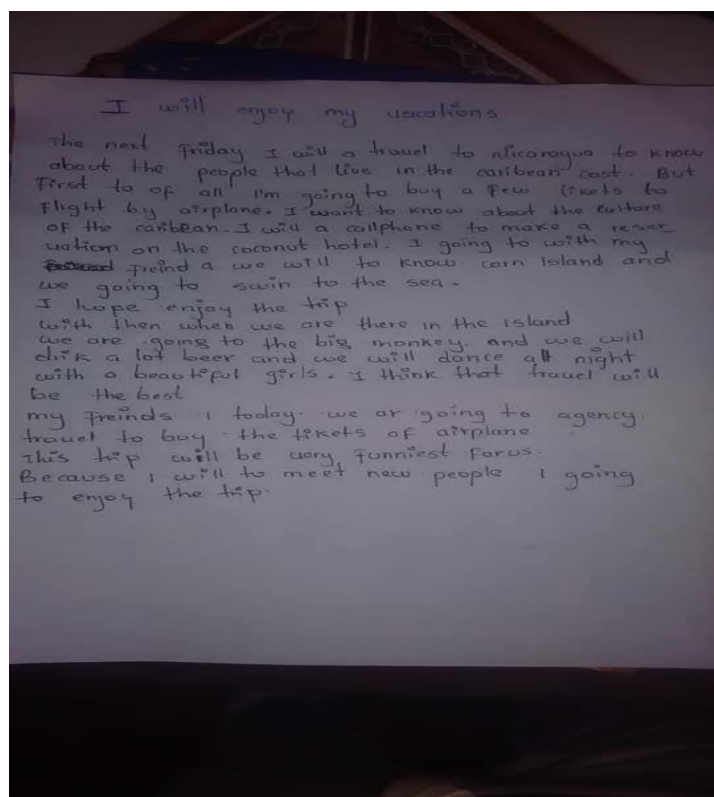 I will enjoy my vacations
The next Friday I will a travel to Nicaragua to know
about the people that live in the caribean cost. But
First to of all I'm going to buy a Few tikets to
Flight by airplane. I want to know about the culture
of the caribean. I will a callphone to make a reser
vation on the coconut hotel. I going to with my
Freind a we will to know corn Island and
we going to swin to the sea.
I hope enjoy the trip
with then when we are there in the island
we are going to the big monkey. and we will
drik a lot beer and we will dance all night
with a beautiful girls. I think that travel will
be the best
my Freinds I today we ar going to agency
travel to buy the tikets of airplane
This trip will be very Funniest Forus.
Because I will to meet new people I going
to enjoy the trip.